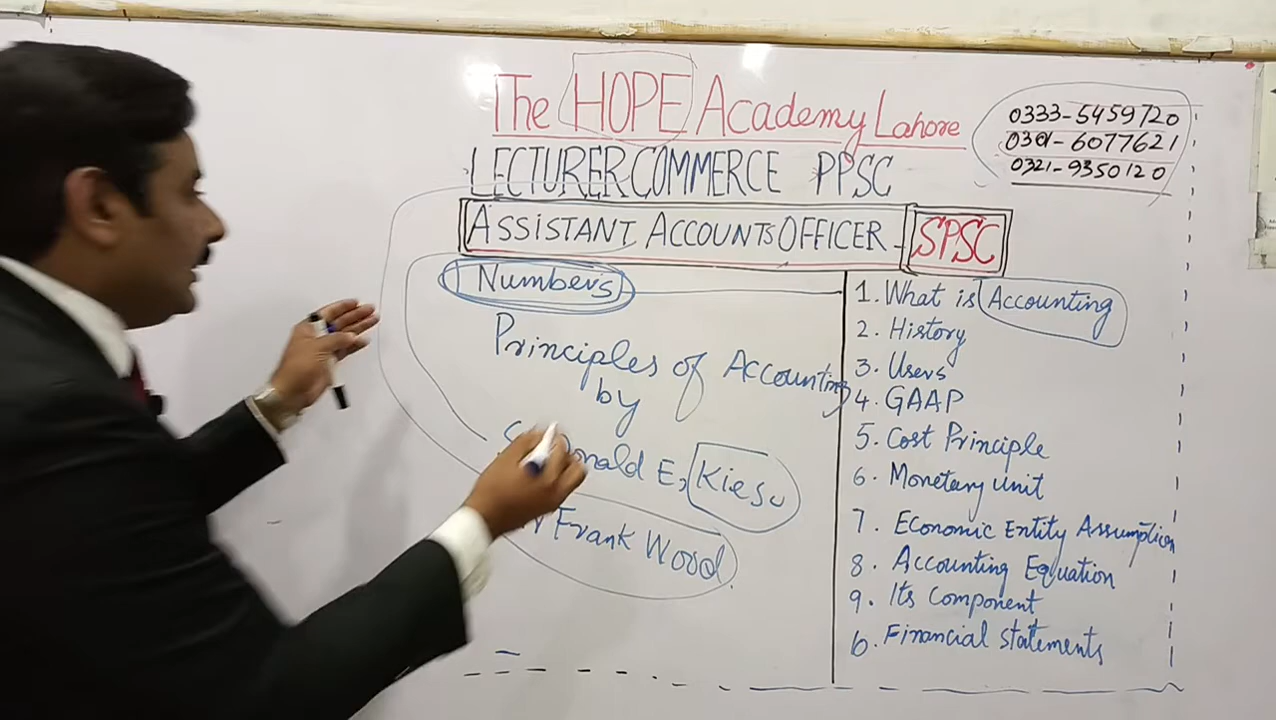 The HOPE Academy Lahore
0333-5459720
0301-6077621
0321-9350120
LECTURER COMMERCE PPSC
ASSISTANT ACCOUNTS OFFICER - SPSC
Numbers
Principles of Accounting
by
Donald E, Kieso
Frank Wood.
1. What is Accounting
2. History
3. Users
4. GAAP
5. Cost Principle
6. Monetary unit
7. Economic Entity Assumption
8. Accounting Equation
9. Its Component
10. Financial statements